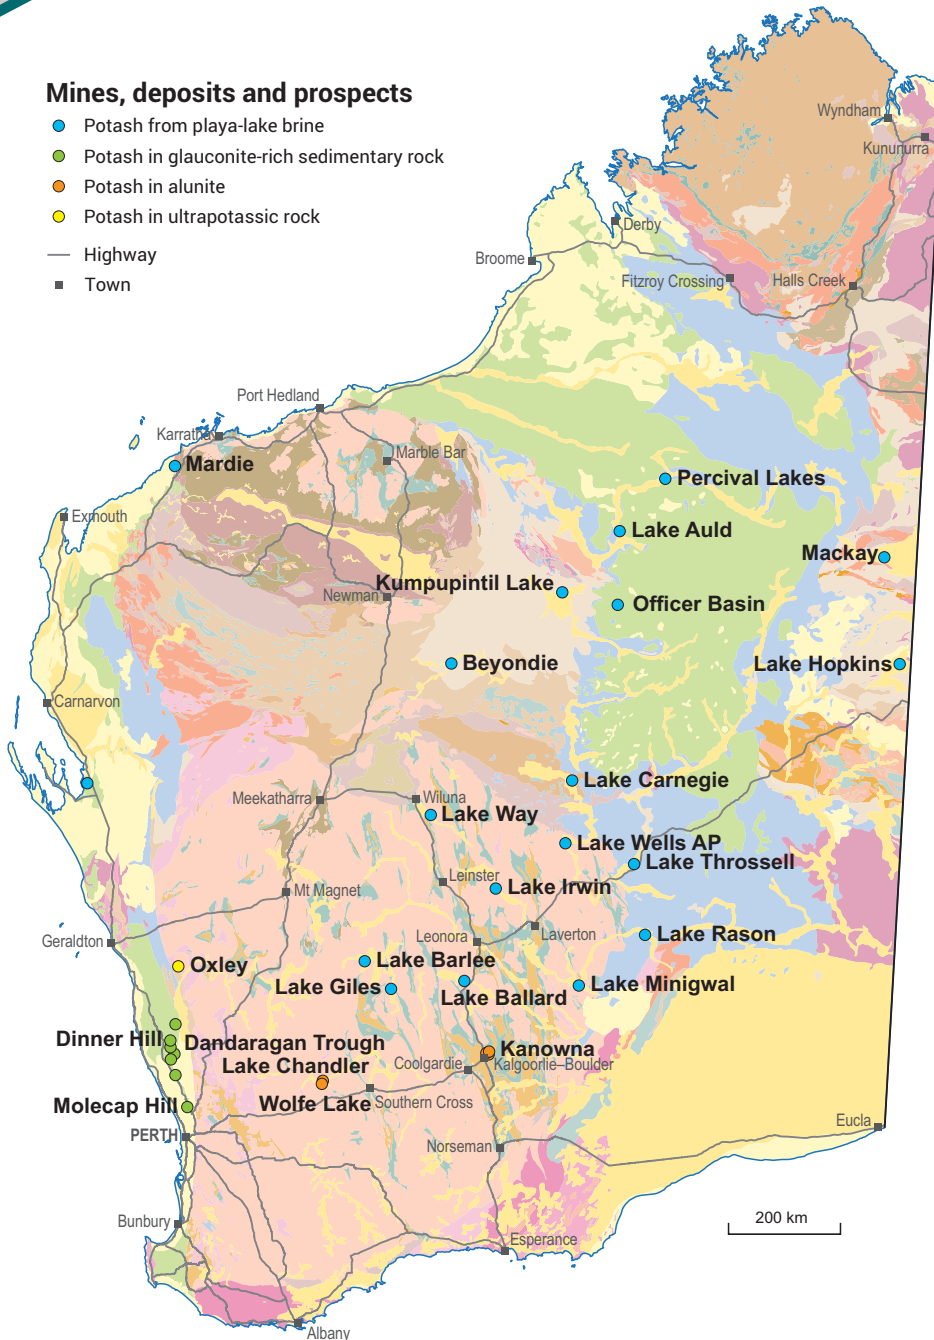 Mines, deposits and prospects
Potash from playa-lake brine
Potash in glauconite-rich sedimentary rock
Potash in alunite
Potash in ultrapotassic rock
Highway
Town
Wyndham
Kununurra
Derby
Broome
Fitzroy Crossing
Halls Creek
Port Hedland
Karratha
Marble Bar
Mardie
Percival Lakes
Exmouth
Lake Auld
Mackay
Kumpupintil Lake
Newman
Officer Basin
Beyondie
Lake Hopkins
Carnarvon
Lake Carnegie
Meekatharra
Wiluna
Lake Way
Lake Wells AP
Lake Throssell
Leinster
Lake Irwin
Mt Magnet
Laverton
Lake Rason
Geraldton
Leonora
Lake Barlee
Oxley
Lake Giles
Lake Ballard
Lake Minigwal
Dinner Hill
Dandaragan Trough
Kanowna
Lake Chandler
Coolgardie
Kalgoorlie–Boulder
Wolfe Lake
Southern Cross
Molecap Hill
PERTH
Eucla
Norseman
Bunbury
200 km
Esperance
Albany